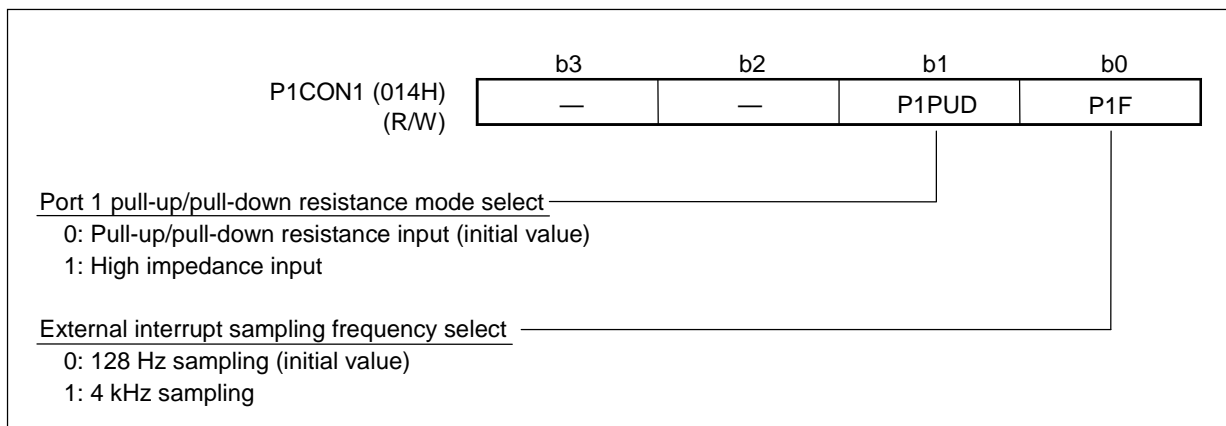 b3 b2 b1 b0
P1CON1 (014H) — — P1PUD P1F
(R/W)
Port 1 pull-up/pull-down resistance mode select
0: Pull-up/pull-down resistance input (initial value)
1: High impedance input
External interrupt sampling frequency select
0: 128 Hz sampling (initial value)
1: 4 kHz sampling